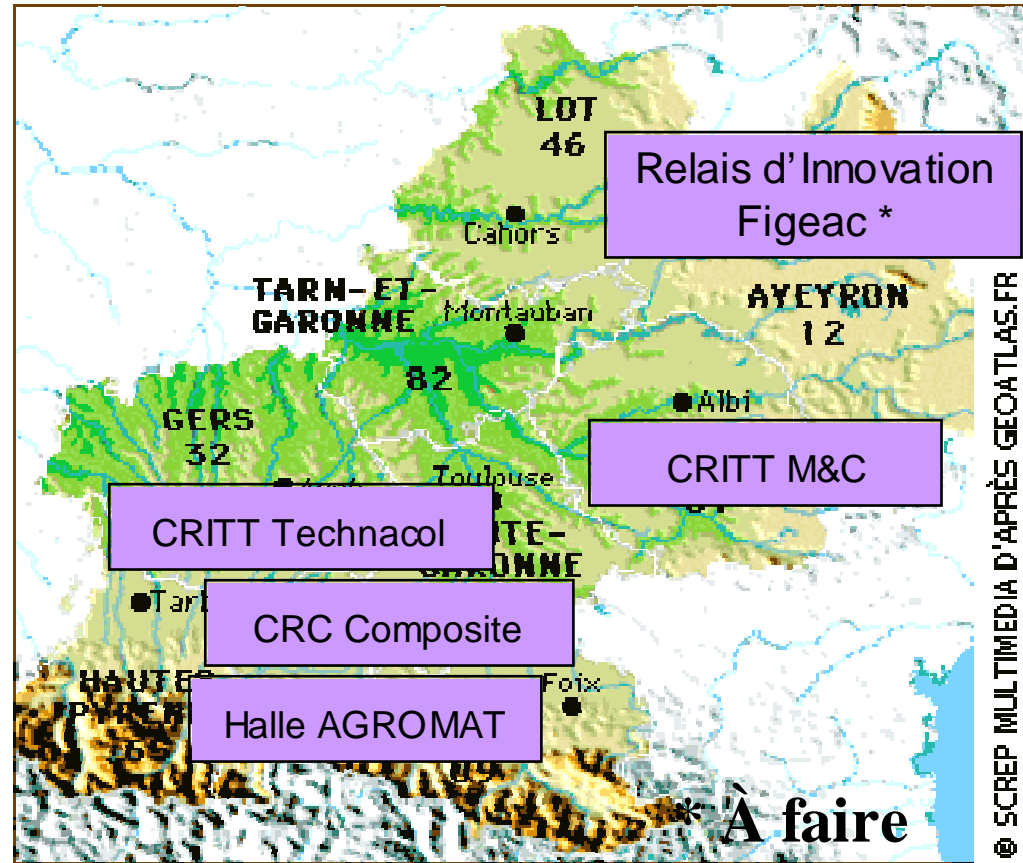 LOT
46
Relais d’Innovation
Figeac *
Cahors
TARN-ET-
GARONNE
Montauban
AVEYRON
12
82
Albi
GERS
32
CRITT M&C
Toulouse
CRITT Technacol
CRC Composite
Foix
Halle AGROMAT
* À faire
© SCREP MULTIMEDIA D'APRÈS GEOATLAS.FR